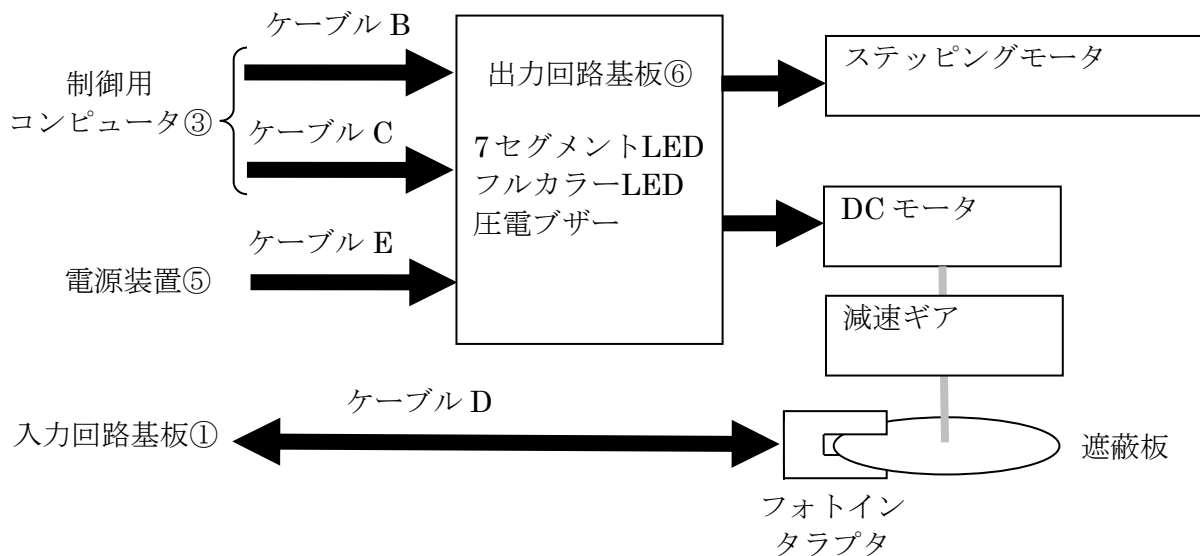 ケーブル B
制御用
コンピュータ③
ケーブル C
ケーブル E
電源装置⑤
出力回路基板⑥
7セグメントLED
フルカラーLED
圧電ブザー
ステッピングモータ
DC モータ
減速ギア
ケーブル D
入力回路基板①
遮蔽板
フォトイン
タラプタ